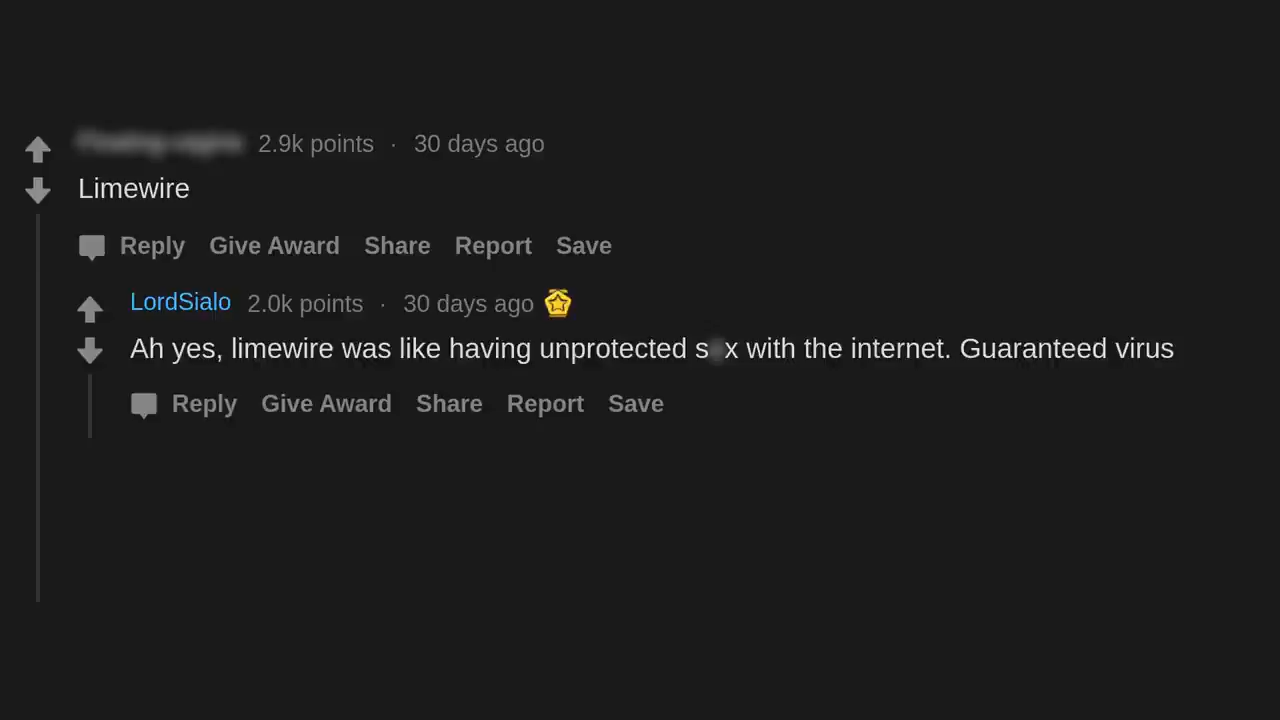 2.9k points · 30 days ago
Limewire
Reply Give Award Share Report Save
LordSialo 2.0k points · 30 days ago
Ah yes, limewire was like having unprotected s x with the internet. Guaranteed virus
Reply Give Award Share Report Save